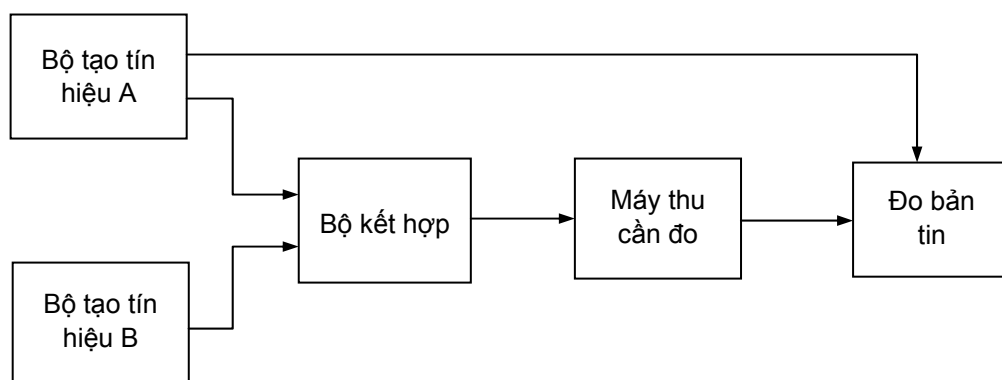 Bộ tạo tín
hiệu A
Bộ kết hợp
Máy thu
cần đo
Đo bản
tin
Bộ tạo tín
hiệu B